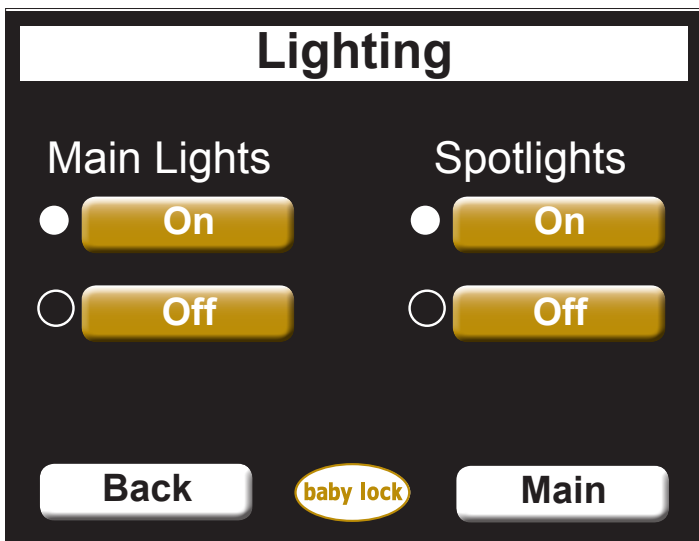 Lighting
Main Lights
Spotlights
On
On
Off
Off
Back
baby lock
Main